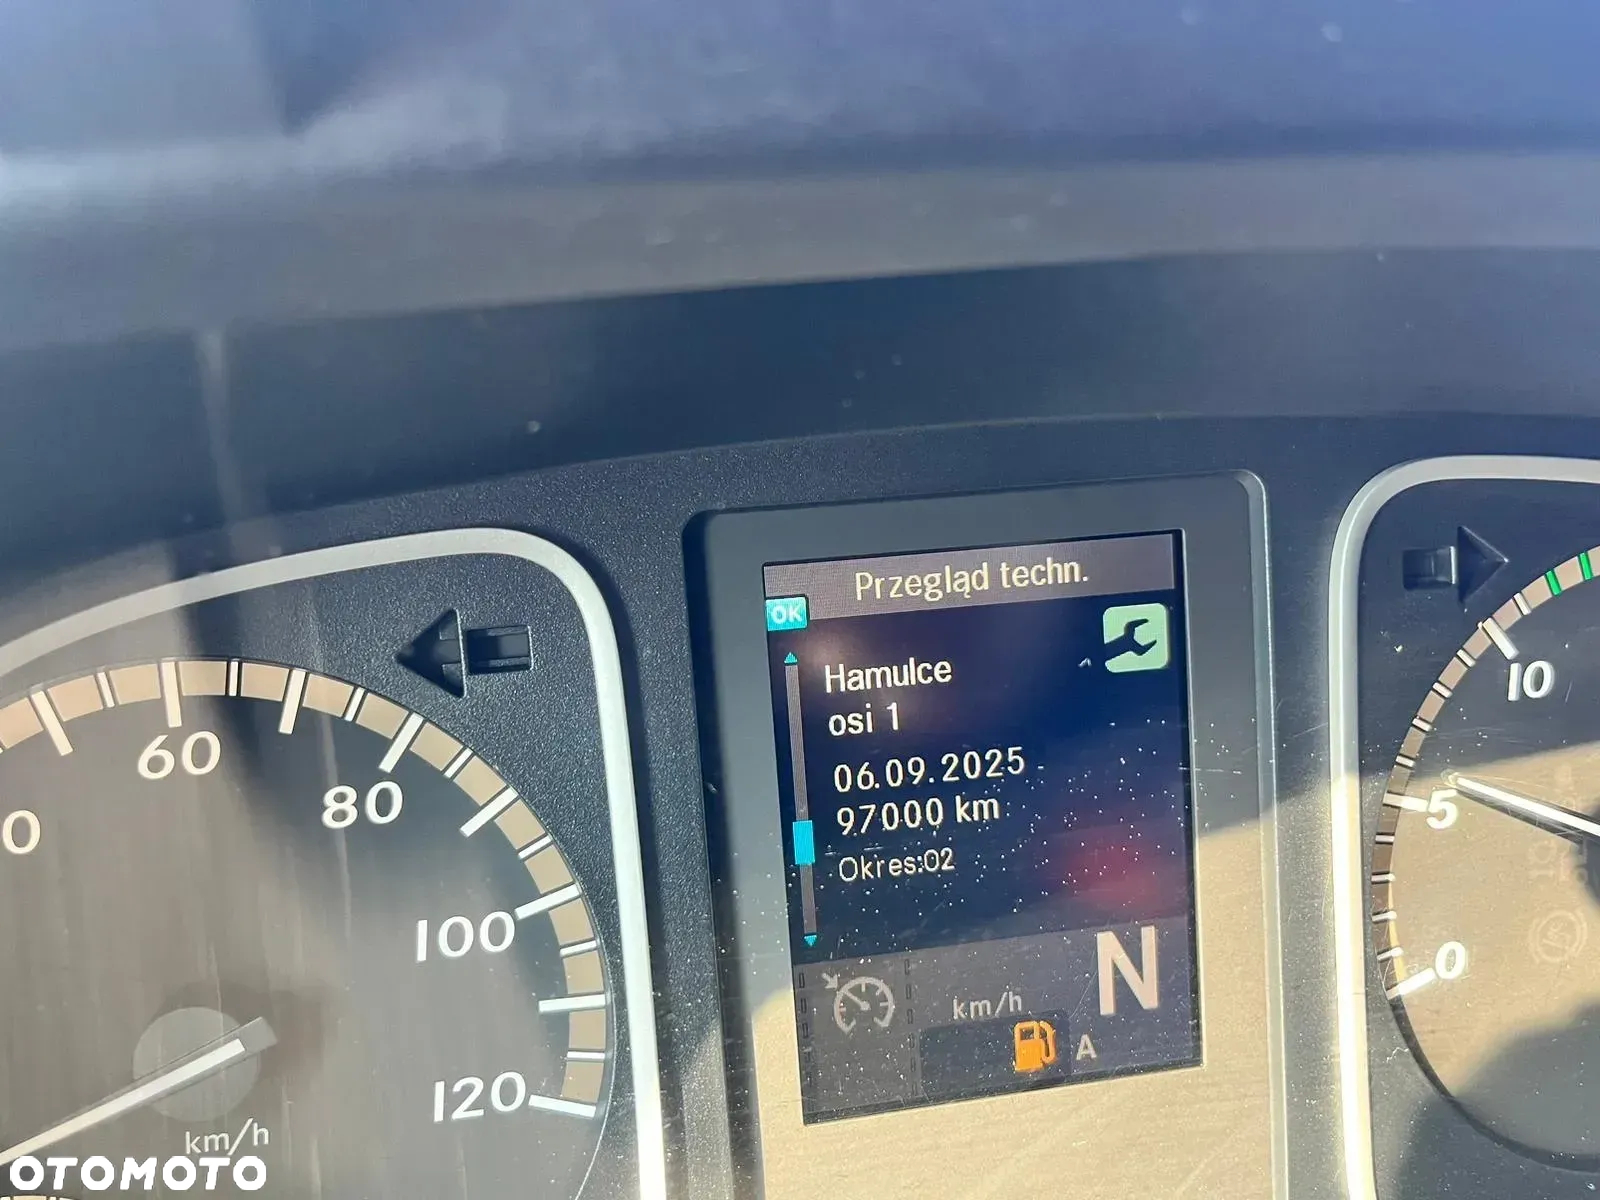 Przegląd techn.
OK
Hamulce
osi 1
06.09.2025
97000 km
Okres:02
km/h
N
A
0
60
80
100
120
km/h
10
5
0
OTOMOTO